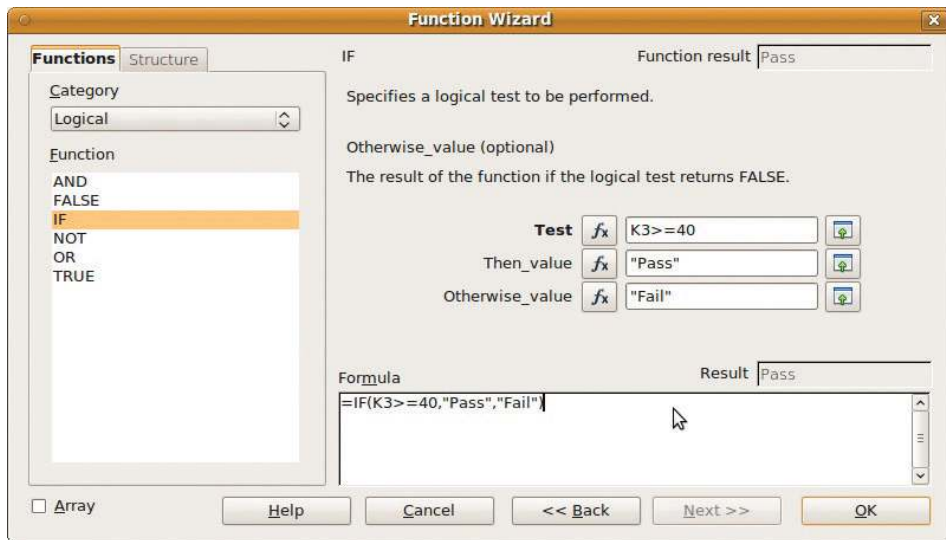 Function Wizard
Functions
Structure
Category
Logical
Function
AND
FALSE
IF
NOT
OR
TRUE
IF
Function result Pass
Specifies a logical test to be performed.
Otherwise_value (optional)
The result of the function if the logical test returns FALSE.
Test fx K3>=40
Then_value fx "Pass"
Otherwise_value fx "Fail"
Formula
Result Pass
=IF(K3>=40,"Pass","Fail")
Array
Help
Cancel
<< Back
Next >>
OK